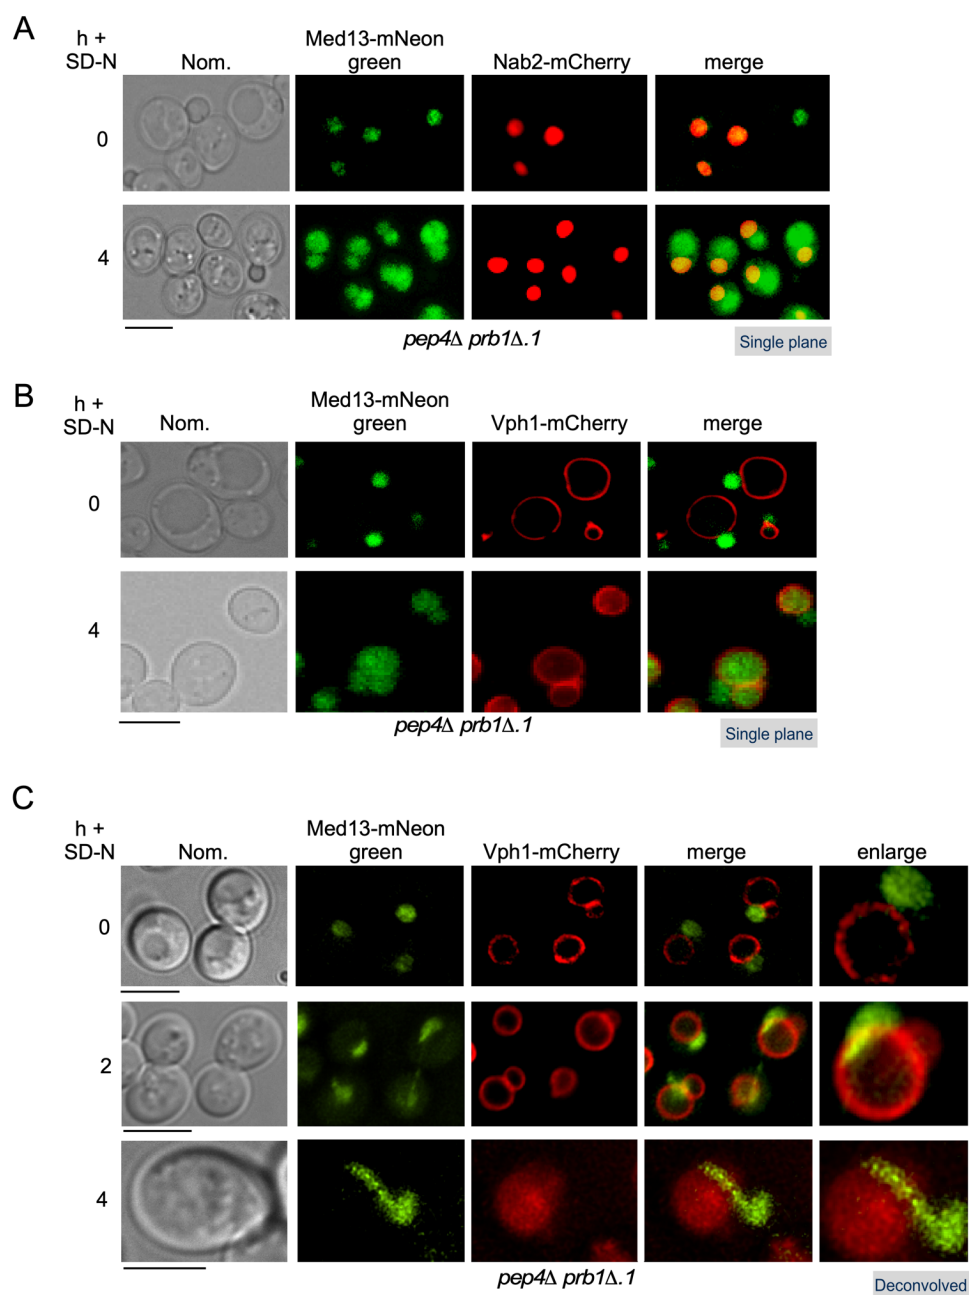 A
h +
SD-N
Nom.
Med13-mNeon
green
Nab2-mCherry
merge
0
4
pep4Δ prb1Δ.1
Single plane
B
h +
SD-N
Nom.
Med13-mNeon
green
Vph1-mCherry
merge
0
4
pep4Δ prb1Δ.1
Single plane
C
h +
SD-N
Nom.
Med13-mNeon
green
Vph1-mCherry
merge
enlarge
0
2
4
pep4Δ prb1Δ.1
Deconvolved